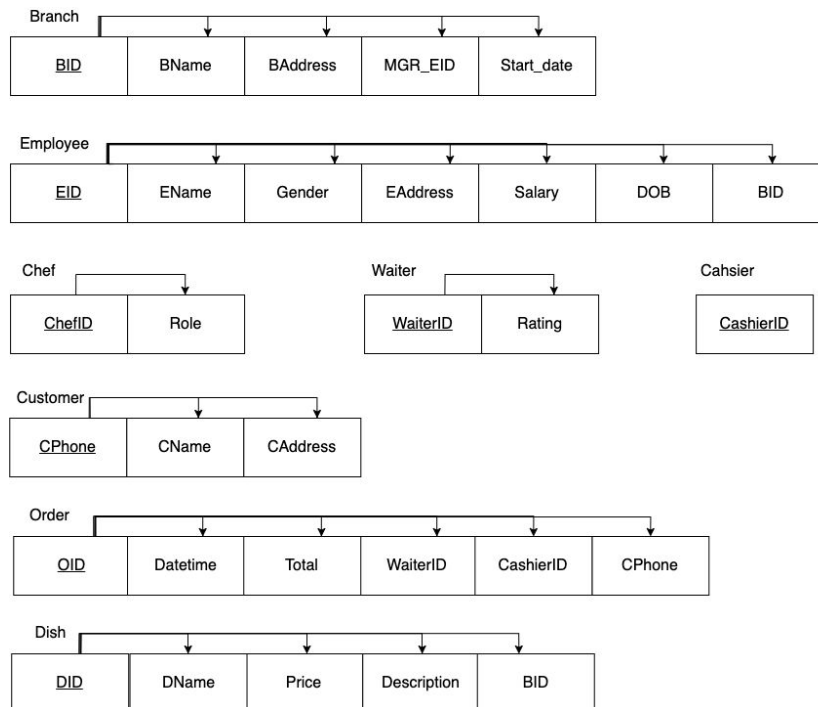 Branch
BID BName BAddress MGR_EID Start_date
Employee
EID EName Gender EAddress Salary DOB BID
Chef Waiter Cahsier
ChefID Role WaiterID Rating CashierID
Customer
CPhone CName CAddress
Order
OID Datetime Total WaiterID CashierID CPhone
Dish
DID DName Price Description BID